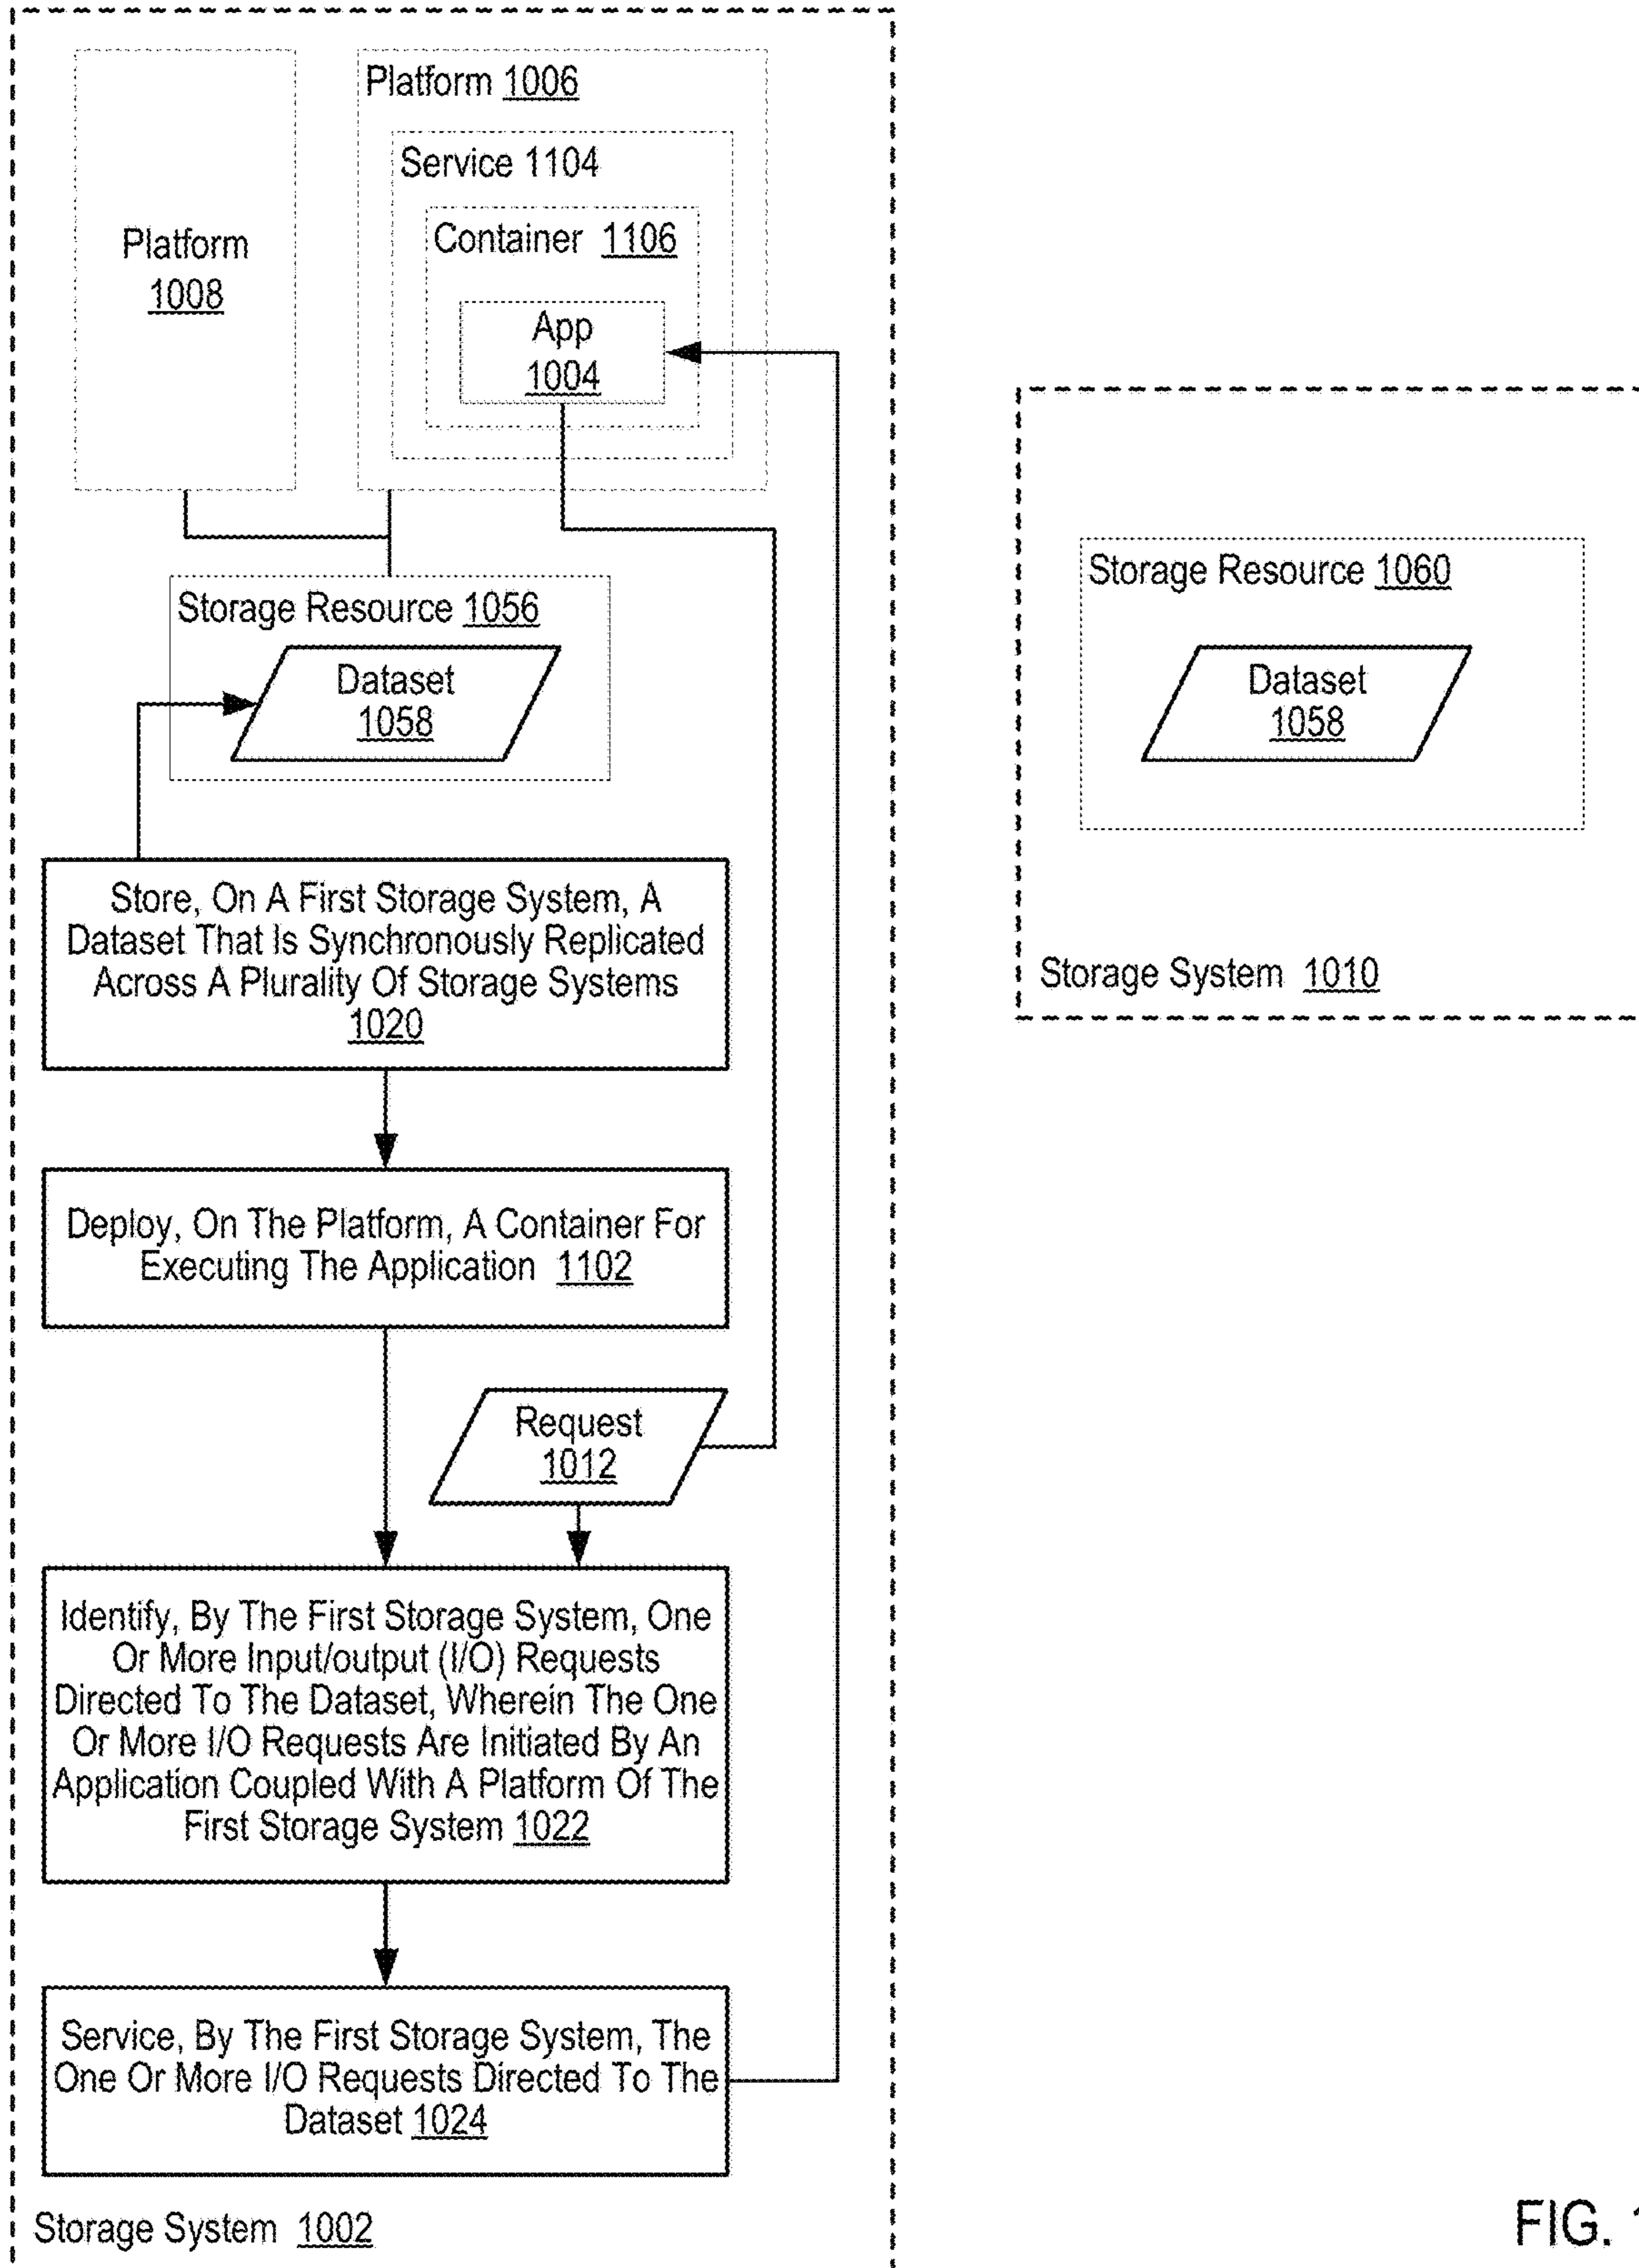 Platform
1008
Platform 1006
Service 1104
Container 1106
App
1004
Storage Resource 1056
Dataset
1058
Store, On A First Storage System, A
Dataset That Is Synchronously Replicated
Across A Plurality Of Storage Systems
1020
Deploy, On The Platform, A Container For
Executing The Application 1102
Request
1012
Identify, By The First Storage System, One
Or More Input/output (I/O) Requests
Directed To The Dataset, Wherein The One
Or More I/O Requests Are Initiated By An
Application Coupled With A Platform Of The
First Storage System 1022
Service, By The First Storage System, The
One Or More I/O Requests Directed To The
Dataset 1024
Storage System 1002
Storage Resource 1060
Dataset
1058
Storage System 1010
FIG.